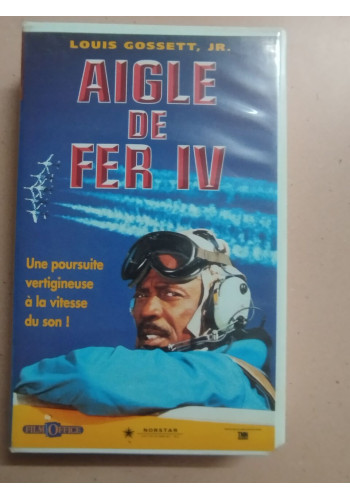 LOUIS GOSSETT, JR.
AIGLE
DE
FER IV
Une poursuite
vertigineuse
à la vitesse
du son !
FILM OFFICE
NORSTAR